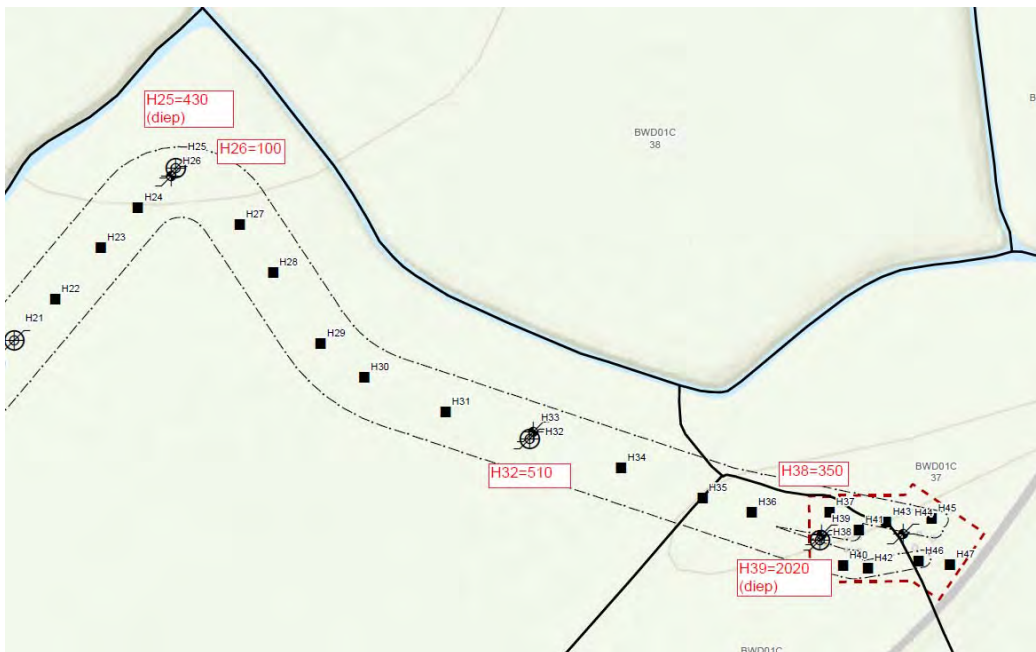 H25=430
(diep)
H25
H26=100
H26
H24
H27
H23
H28
H22
H21
H29
H30
H31
H33
H32
H32=510
H34
H35
H36
BWD01C
38
B
BWD01C
37
H38=350
H37
H39
H38
H41
H43
H44
H45
H40
H42
H46
H47
H39=2020
(diep)
BWD01C